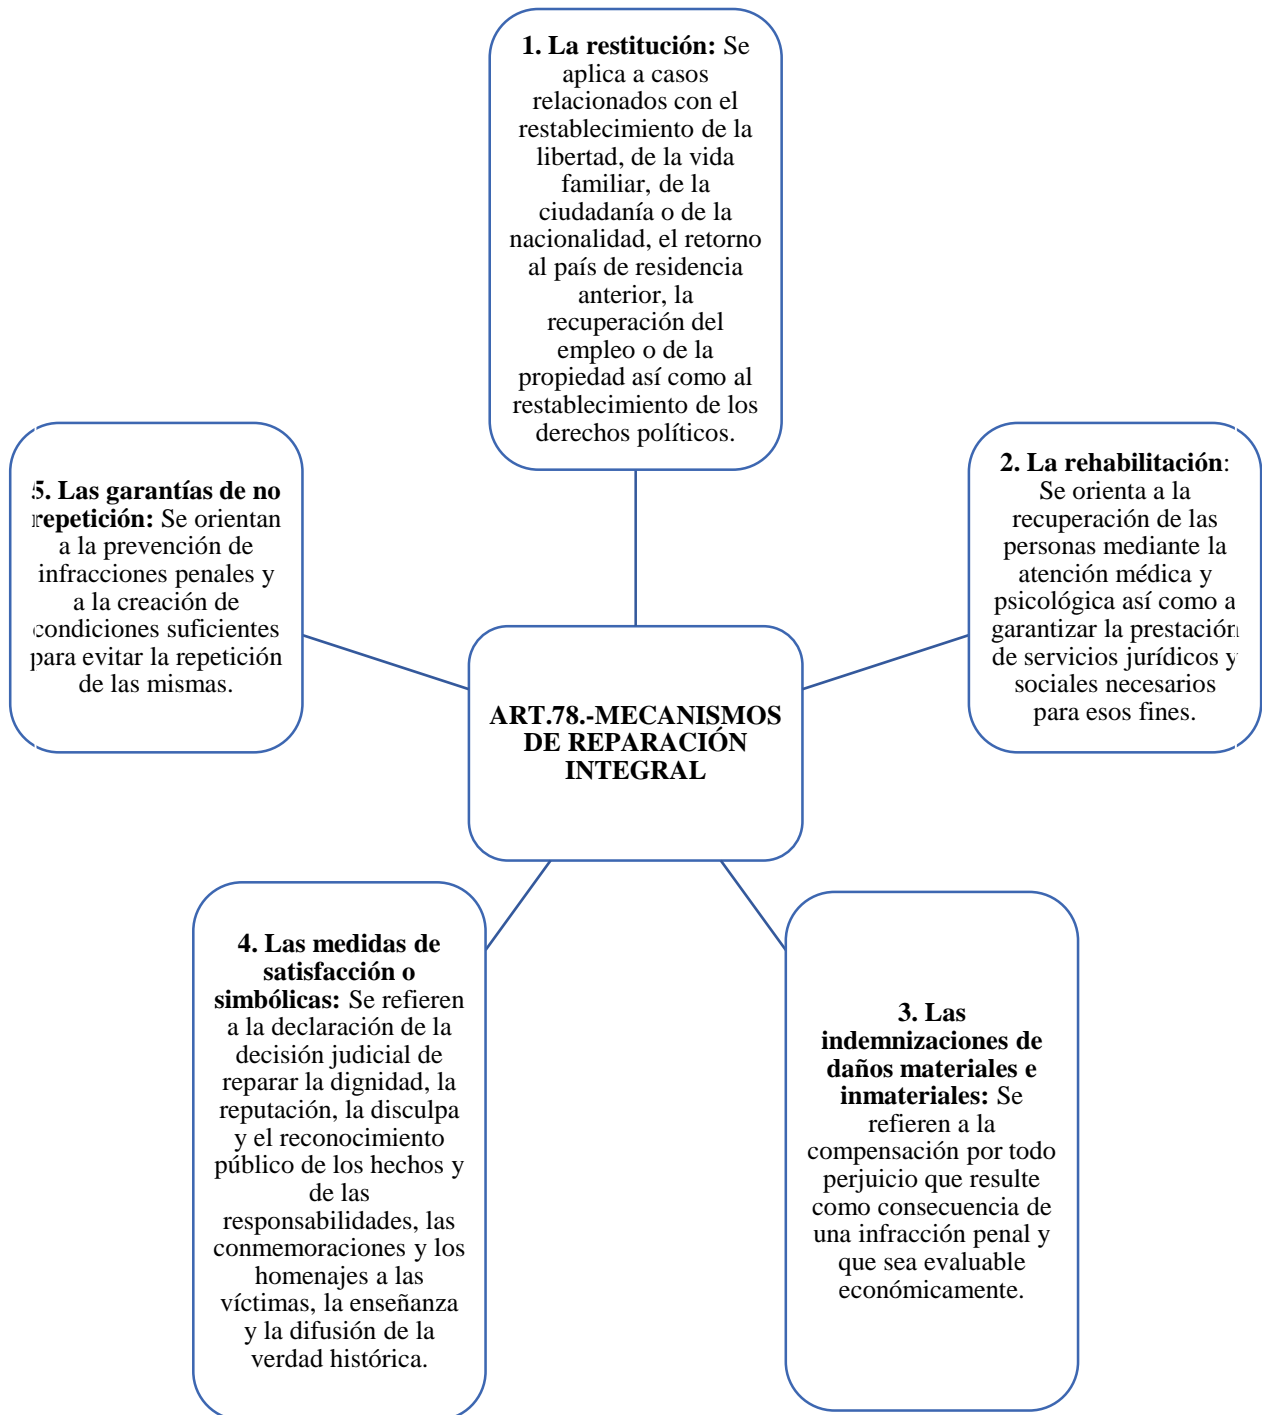 1. La restitución: Se
aplica a casos
relacionados con el
restablecimiento de la
libertad, de la vida
familiar, de la
ciudadanía o de la
nacionalidad, el retorno
al país de residencia
anterior, la
recuperación del
empleo o de la
propiedad así como al
restablecimiento de los
derechos políticos.
2. La rehabilitación:
Se orienta a la
recuperación de las
personas mediante la
atención médica y
psicológica así como a
garantizar la prestación
de servicios jurídicos y
sociales necesarios
para esos fines.
3. Las
indemnizaciones de
daños materiales e
inmateriales: Se
refieren a la
compensación por todo
perjuicio que resulte
como consecuencia de
una infracción penal y
que sea evaluable
económicamente.
4. Las medidas de
satisfacción o
simbólicas: Se refieren
a la declaración de la
decisión judicial de
reparar la dignidad, la
reputación, la disculpa
y el reconocimiento
público de los hechos y
de las
responsabilidades, las
conmemoraciones y los
homenajes a las
víctimas, la enseñanza
y la difusión de la
verdad histórica.
5. Las garantías de no
repetición: Se orientan
a la prevención de
infracciones penales y
a la creación de
condiciones suficientes
para evitar la repetición
de las mismas.
ART.78.-MECANISMOS
DE REPARACIÓN
INTEGRAL